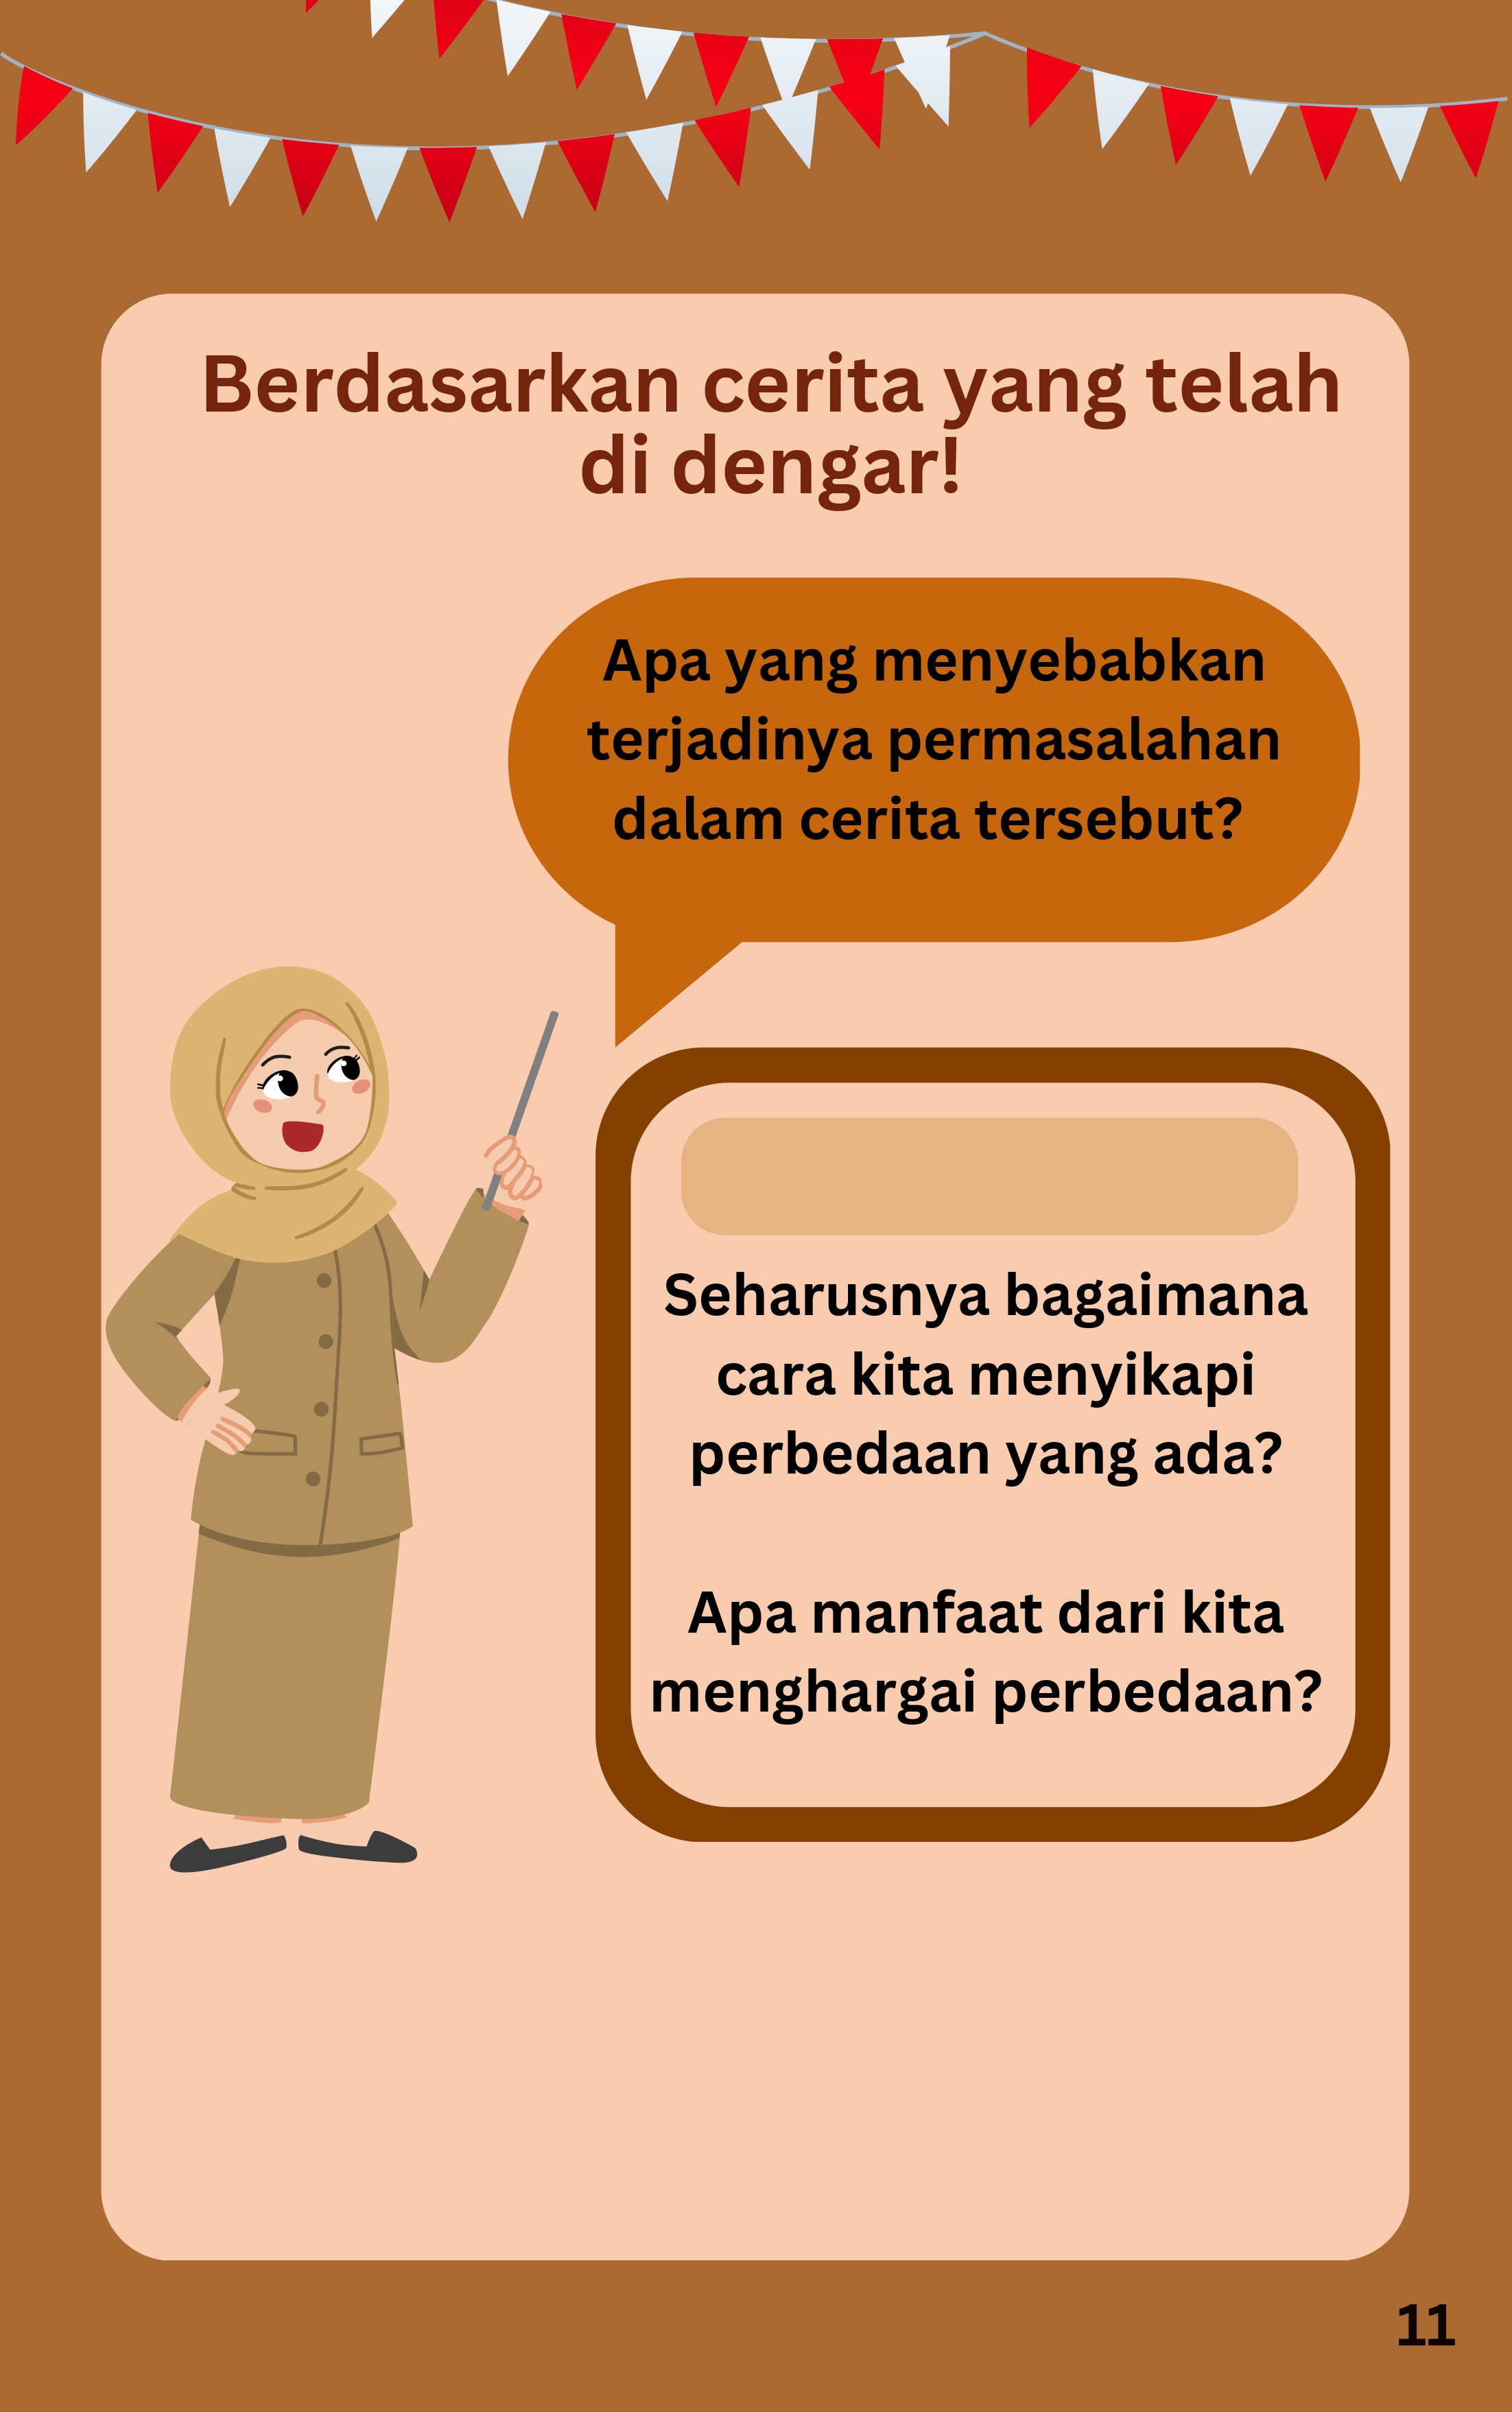 Berdasarkan cerita yang telah
di dengar!
Apa yang menyebabkan
terjadinya permasalahan
dalam cerita tersebut?
Seharusnya bagaimana
cara kita menyikapi
perbedaan yang ada?
Apa manfaat dari kita
menghargai perbedaan?
11